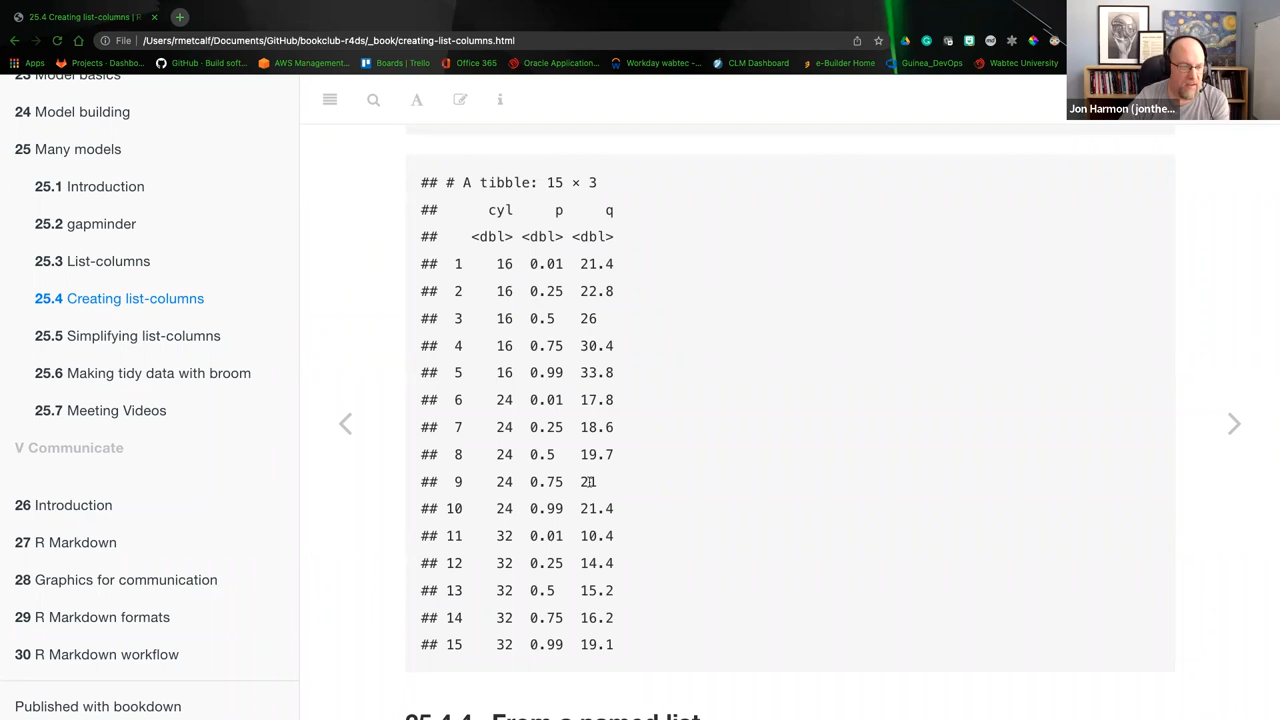 25.4 Creating list-columns |
File | /Users/rmetcalf/Documents/GitHub/bookclub-r4ds/_book/creating-list-columns.html
Apps Projects - Dashbo... GitHub · Build soft... AWS Management... Boards | Trello Office 365 Oracle Application... Workday wabtec -... CLM Dashboard e-Builder Home Guinea_DevOps Wabtec University
Jon Harmon (jonthe...
23 Model basics
24 Model building
25 Many models
25.1 Introduction
25.2 gapminder
25.3 List-columns
25.4 Creating list-columns
25.5 Simplifying list-columns
25.6 Making tidy data with broom
25.7 Meeting Videos
V Communicate
26 Introduction
27 R Markdown
28 Graphics for communication
29 R Markdown formats
30 R Markdown workflow
Published with bookdown
## # A tibble: 15 × 3
## cyl p q
## <dbl> <dbl> <dbl>
## 1 16 0.01 21.4
## 2 16 0.25 22.8
## 3 16 0.5 26
## 4 16 0.75 30.4
## 5 16 0.99 33.8
## 6 24 0.01 17.8
## 7 24 0.25 18.6
## 8 24 0.5 19.7
## 9 24 0.75 21
## 10 24 0.99 21.4
## 11 32 0.01 10.4
## 12 32 0.25 14.4
## 13 32 0.5 15.2
## 14 32 0.75 16.2
## 15 32 0.99 19.1
25.4.4 From a named list